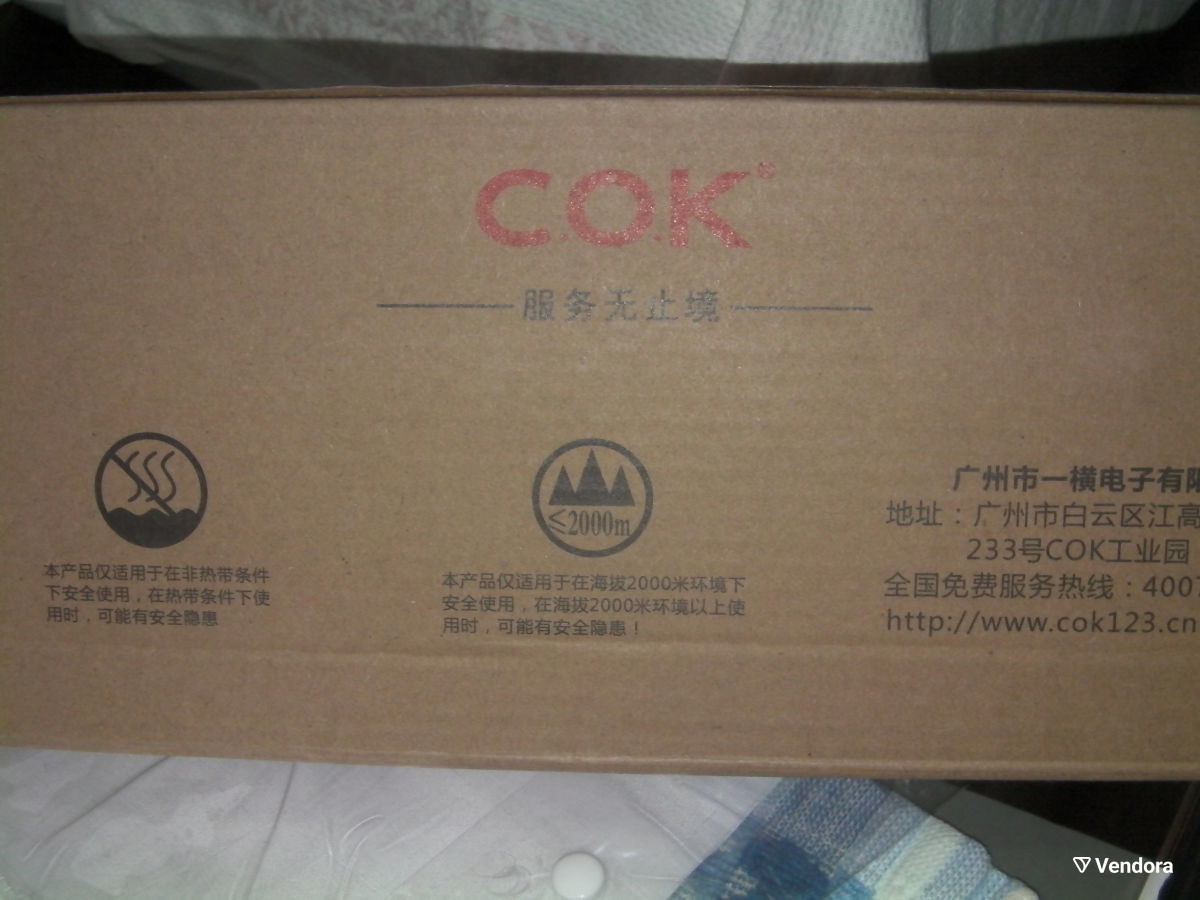 C.O.K®
服务无止境
≤2000m
本产品仅适用于在非热带条件
下安全使用，在热带条件下使
用时，可能有安全隐患
本产品仅适用于在海拔2000米环境下
安全使用，在海拔2000米环境以上使
用时，可能有安全隐患！
广州市一横电子有限
地址：广州市白云区江高
233号COK工业园
全国免费服务热线：4007
http://www.cok123.cn
Vendora